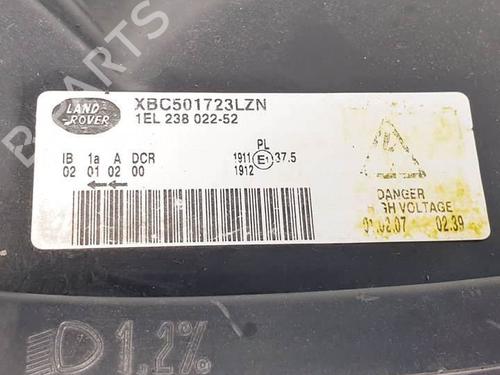 B-PARTS
LAND
ROVER
XBC501723LZN
1EL 238 022-52
IB 1a A DCR
02 01 02 00
PL
1911 E1 37.5
1912
DANGER
VOLTAGE
02.39
1.2%